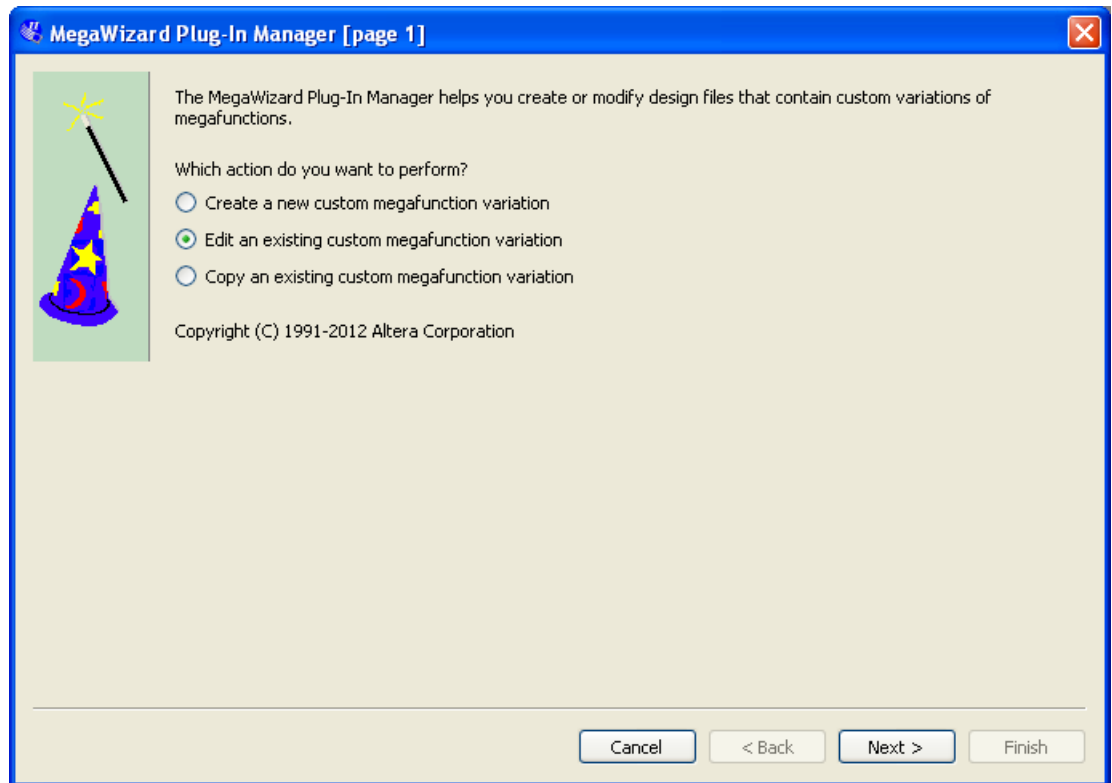 MegaWizard Plug-In Manager [page 1]
The MegaWizard Plug-In Manager helps you create or modify design files that contain custom variations of
megafunctions.
Which action do you want to perform?
Create a new custom megafunction variation
Edit an existing custom megafunction variation
Copy an existing custom megafunction variation
Copyright (C) 1991-2012 Altera Corporation
Cancel
< Back
Next >
Finish